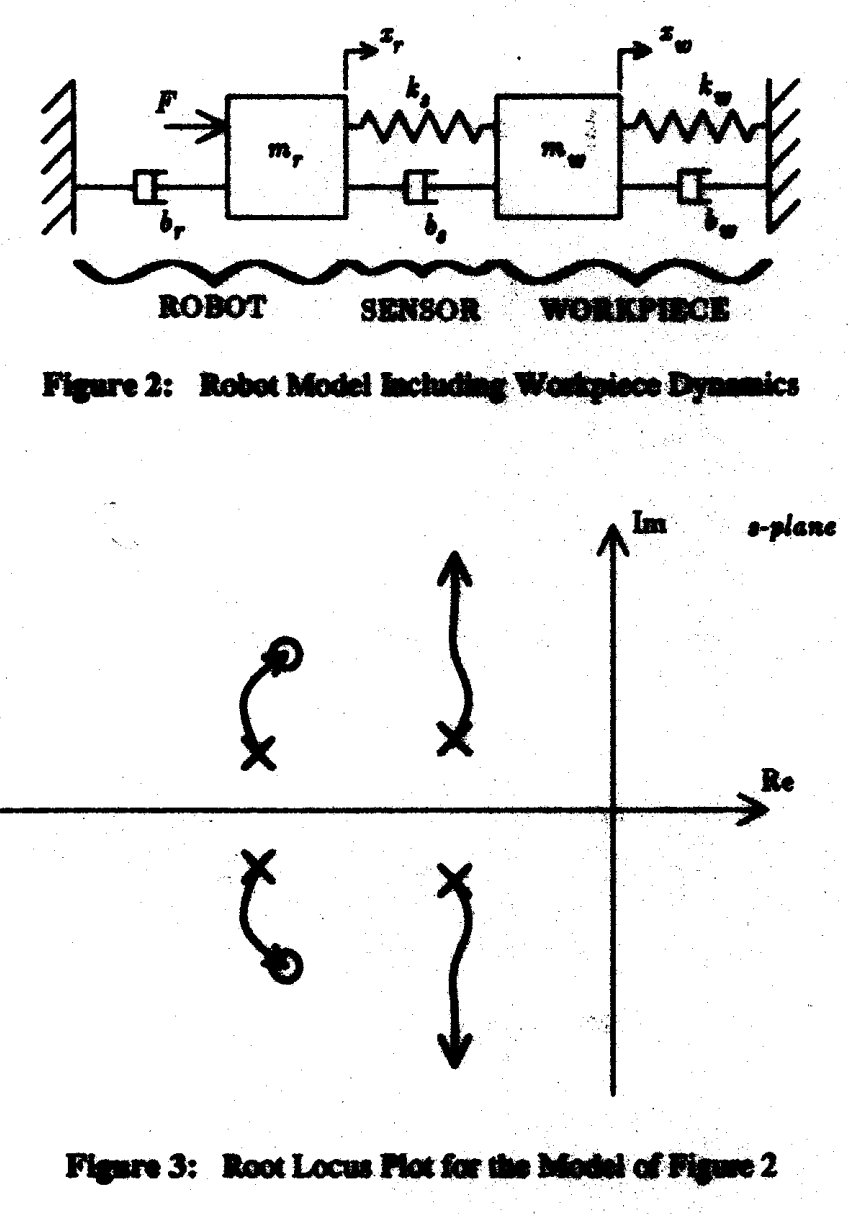 x_r x_w
F k_s k_w
m_r m_w
b_r b_s b_w
ROBOT SENSOR WORKPIECE
Figure 2: Robot Model Including Workpiece Dynamics
Im s-plane
Re
Figure 3: Root Locus Plot for the Model of Figure 2